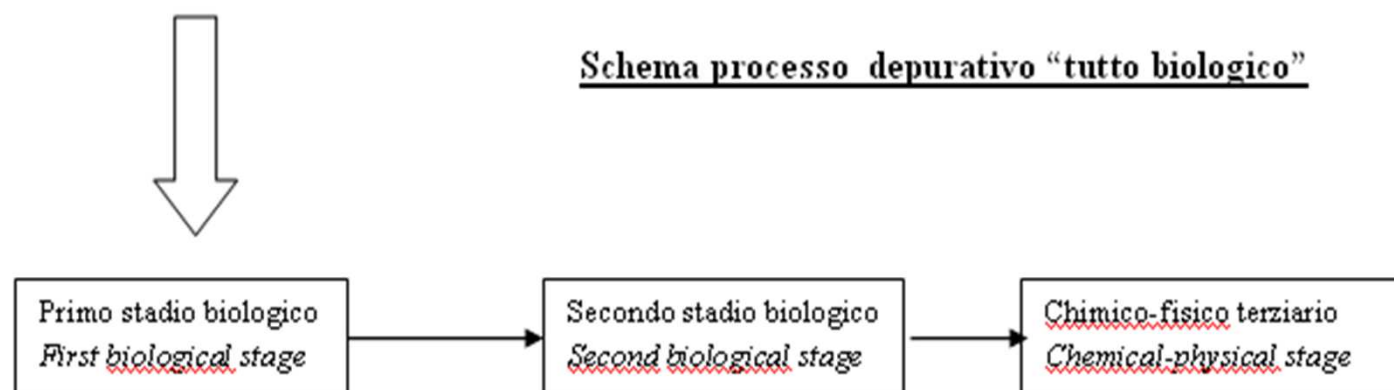 Schema processo depurativo “tutto biologico”
Primo stadio biologico
First biological stage
Secondo stadio biologico
Second biological stage
Chimico-fisico terziario
Chemical-physical stage